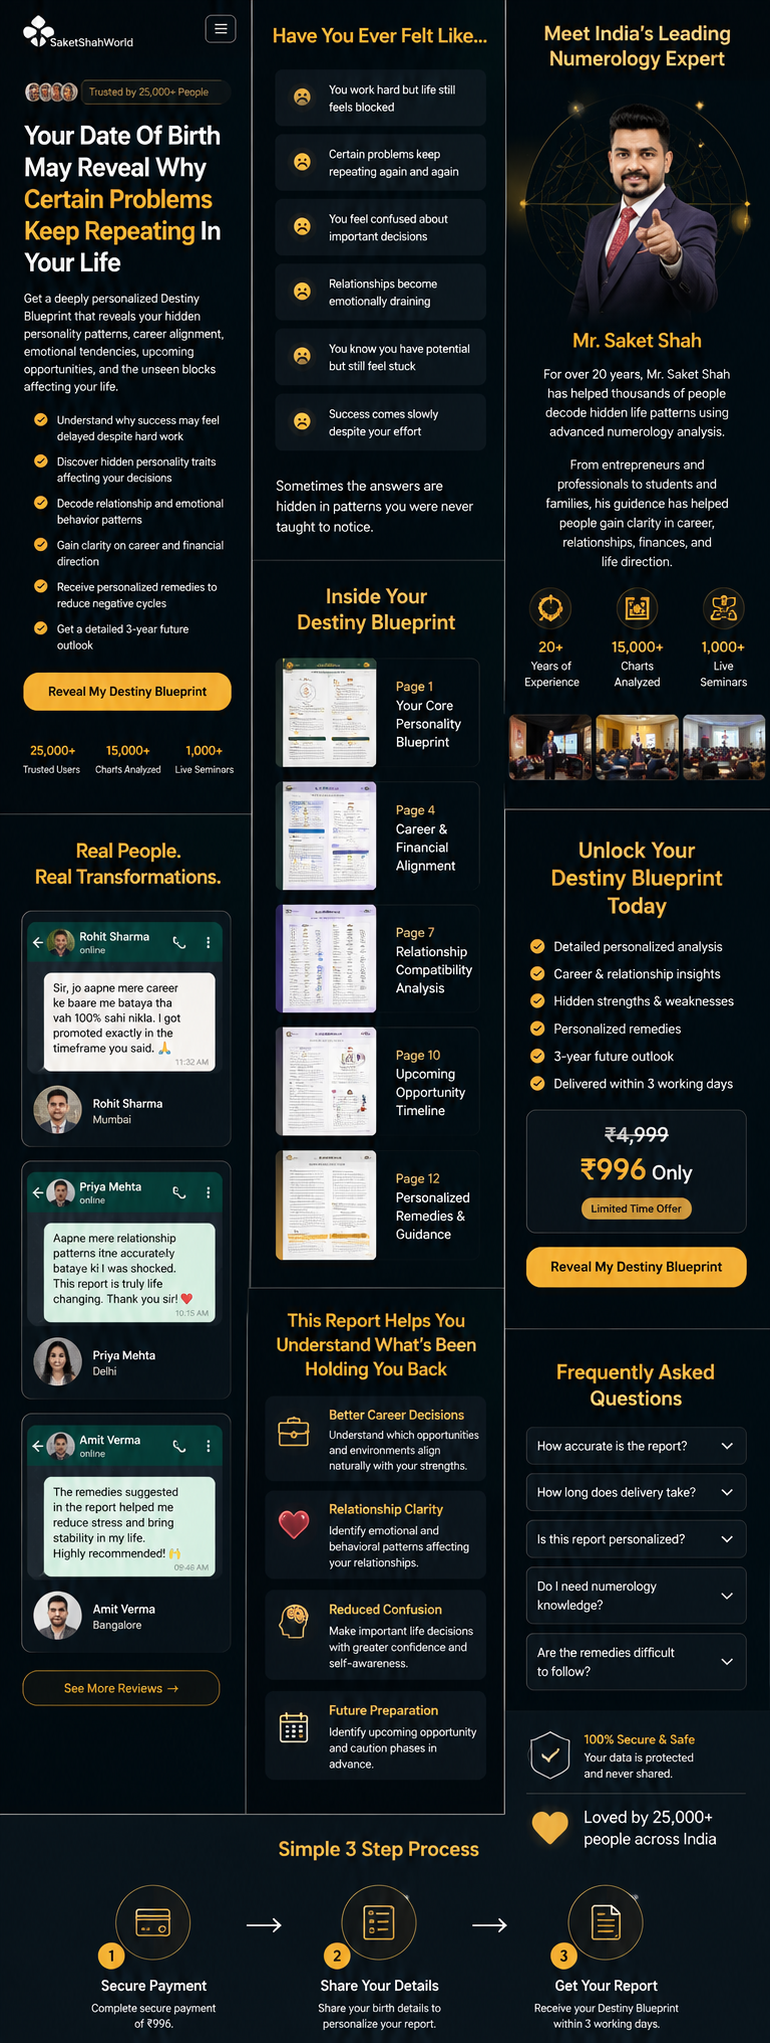 SaketShahWorld
Trusted by 25,000+ People
Your Date Of Birth
May Reveal Why
Certain Problems
Keep Repeating In
Your Life
Get a deeply personalized Destiny
Blueprint that reveals your hidden
personality patterns, career alignment,
emotional tendencies, upcoming
opportunities, and the unseen blocks
affecting your life.
Understand why success may feel
delayed despite hard work
Discover hidden personality traits
affecting your decisions
Decode relationship and emotional
behavior patterns
Gain clarity on career and financial
direction
Receive personalized remedies to
reduce negative cycles
Get a detailed 3-year future
outlook
Reveal My Destiny Blueprint
25,000+
Trusted Users
15,000+
Charts Analyzed
1,000+
Live Seminars
Real People.
Real Transformations.
Rohit Sharma
online
Sir, jo aapne mere career
ke baare me bataya tha
vah 100% sahi nikla. I got
promoted exactly in the
timeframe you said. 🙏
11:32 AM
Rohit Sharma
Mumbai
Priya Mehta
online
Aapne mere relationship
patterns itne accurately
bataye ki I was shocked.
This report is truly life
changing. Thank you sir! ❤️
10:15 AM
Priya Mehta
Delhi
Amit Verma
online
The remedies suggested
in the report helped me
reduce stress and bring
stability in my life.
Highly recommended! 🙌
09:46 AM
Amit Verma
Bangalore
See More Reviews →
Have You Ever Felt Like...
You work hard but life still
feels blocked
Certain problems keep
repeating again and again
You feel confused about
important decisions
Relationships become
emotionally draining
You know you have potential
but still feel stuck
Success comes slowly
despite your effort
Sometimes the answers are
hidden in patterns you were never
taught to notice.
Inside Your
Destiny Blueprint
Page 1
Your Core
Personality
Blueprint
Page 4
Career &
Financial
Alignment
Page 7
Relationship
Compatibility
Analysis
Page 10
Upcoming
Opportunity
Timeline
Page 12
Personalized
Remedies &
Guidance
This Report Helps You
Understand What's Been
Holding You Back
Better Career Decisions
Understand which opportunities
and environments align
naturally with your strengths.
Relationship Clarity
Identify emotional and
behavioral patterns affecting
your relationships.
Reduced Confusion
Make important life decisions
with greater confidence and
self-awareness.
Future Preparation
Identify upcoming opportunity
and caution phases in
advance.
Meet India's Leading
Numerology Expert
Mr. Saket Shah
For over 20 years, Mr. Saket Shah
has helped thousands of people
decode hidden life patterns using
advanced numerology analysis.
From entrepreneurs and
professionals to students and
families, his guidance has helped
people gain clarity in career,
relationships, finances, and
life direction.
20+
Years of
Experience
15,000+
Charts
Analyzed
1,000+
Live
Seminars
Unlock Your
Destiny Blueprint
Today
Detailed personalized analysis
Career & relationship insights
Hidden strengths & weaknesses
Personalized remedies
3-year future outlook
Delivered within 3 working days
₹4,999
₹996 Only
Limited Time Offer
Reveal My Destiny Blueprint
Frequently Asked
Questions
How accurate is the report?
How long does delivery take?
Is this report personalized?
Do I need numerology
knowledge?
Are the remedies difficult
to follow?
100% Secure & Safe
Your data is protected
and never shared.
Loved by 25,000+
people across India
Simple 3 Step Process
1
Secure Payment
Complete secure payment
of ₹996.
2
Share Your Details
Share your birth details to
personalize your report.
3
Get Your Report
Receive your Destiny Blueprint
within 3 working days.